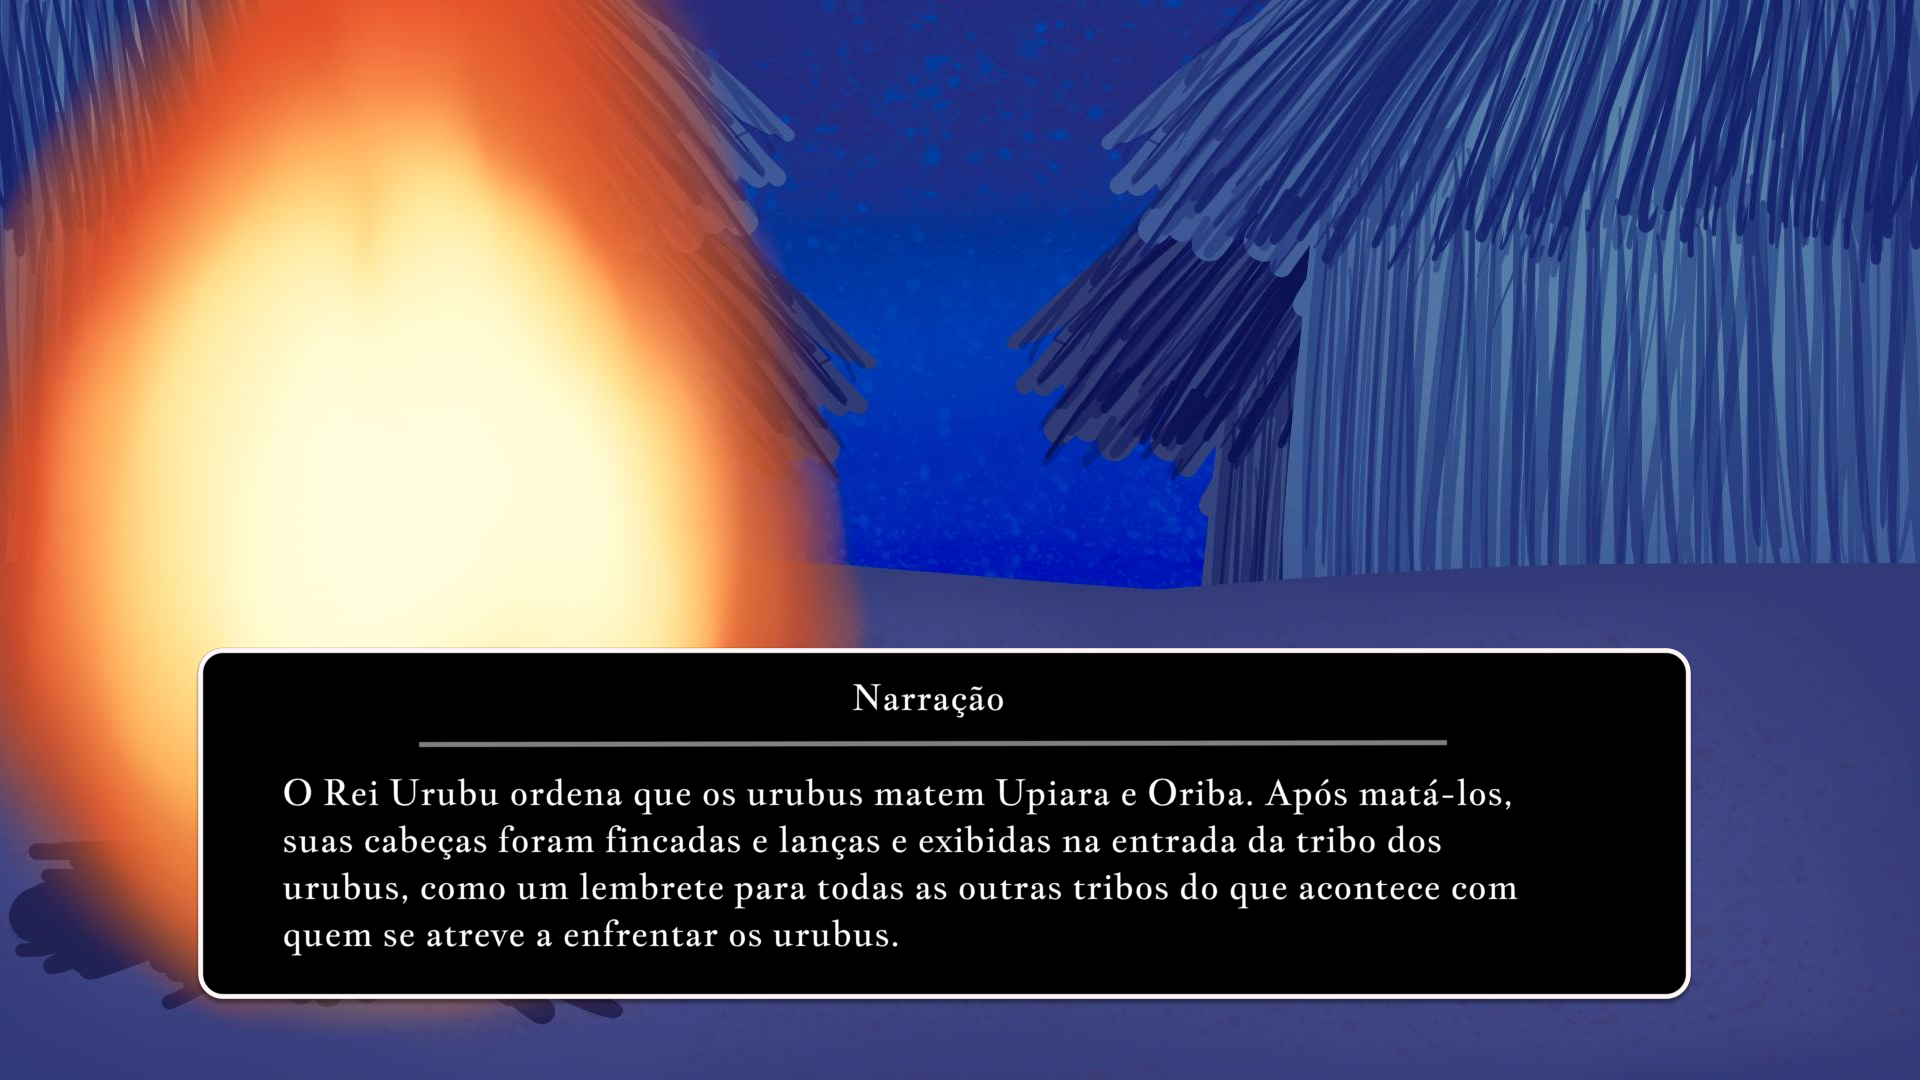 Narração
O Rei Urubu ordena que os urubus matem Upiara e Oriba. Após matá-los,
suas cabeças foram fincadas e lanças e exibidas na entrada da tribo dos
urubus, como um lembrete para todas as outras tribos do que acontece com
quem se atreve a enfrentar os urubus.